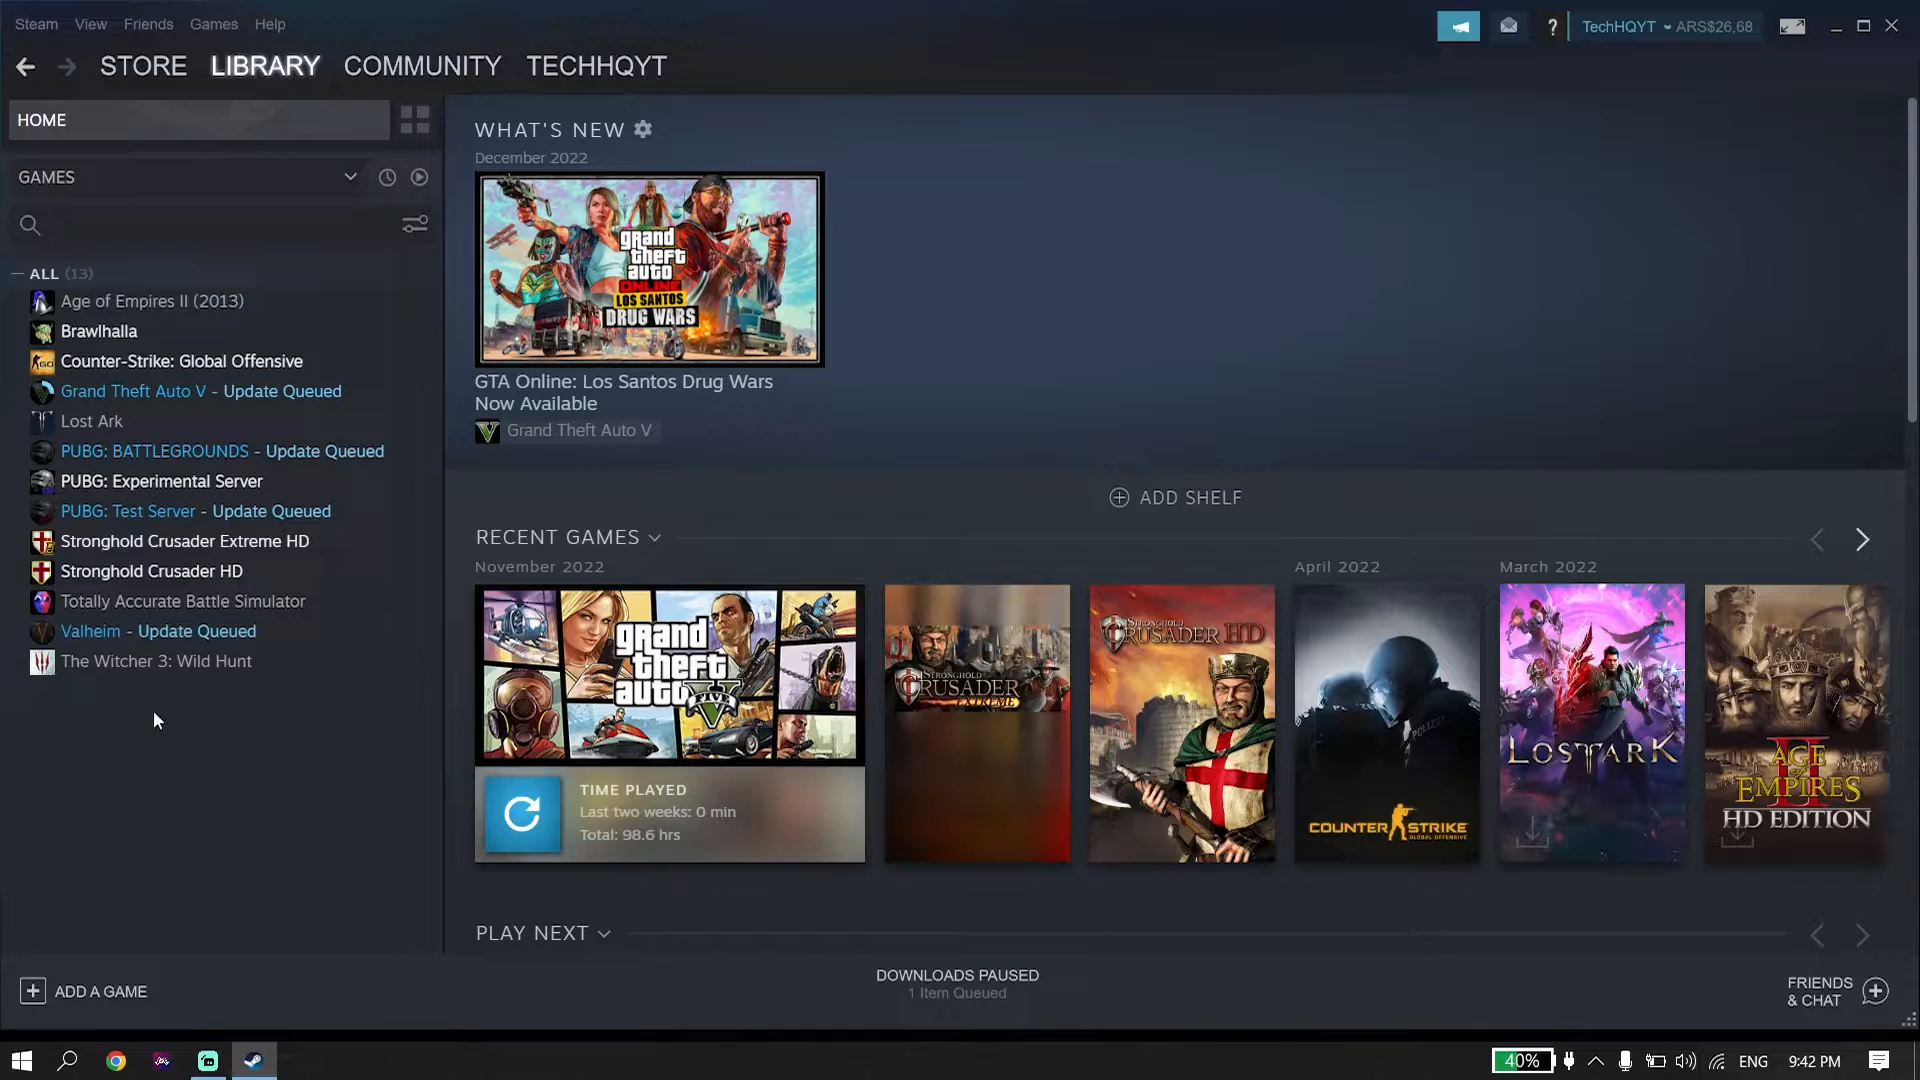 Steam View Friends Games Help
? TechHQYT ARS$26,68
STORE LIBRARY COMMUNITY TECHHQYT
HOME
GAMES
ALL (13)
Age of Empires II (2013)
Brawlhalla
Counter-Strike: Global Offensive
Grand Theft Auto V - Update Queued
Lost Ark
PUBG: BATTLEGROUNDS - Update Queued
PUBG: Experimental Server
PUBG: Test Server - Update Queued
Stronghold Crusader Extreme HD
Stronghold Crusader HD
Totally Accurate Battle Simulator
Valheim - Update Queued
The Witcher 3: Wild Hunt
ADD A GAME
WHAT'S NEW
December 2022
grand
theft
auto
ONLINE
LOS SANTOS
DRUG WARS
GTA Online: Los Santos Drug Wars
Now Available
Grand Theft Auto V
ADD SHELF
RECENT GAMES
November 2022
April 2022
March 2022
grand
theft
auto
FIVE
TIME PLAYED
Last two weeks: 0 min
Total: 98.6 hrs
STRONGHOLD
CRUSADER
EXTREME
STRONGHOLD
CRUSADER HD
POLIZEI
COUNTER STRIKE
GLOBAL OFFENSIVE
LOST ARK
AGE
of
EMPIRES
II
HD EDITION
PLAY NEXT
DOWNLOADS PAUSED
1 Item Queued
FRIENDS
& CHAT
40% ENG 9:42 PM